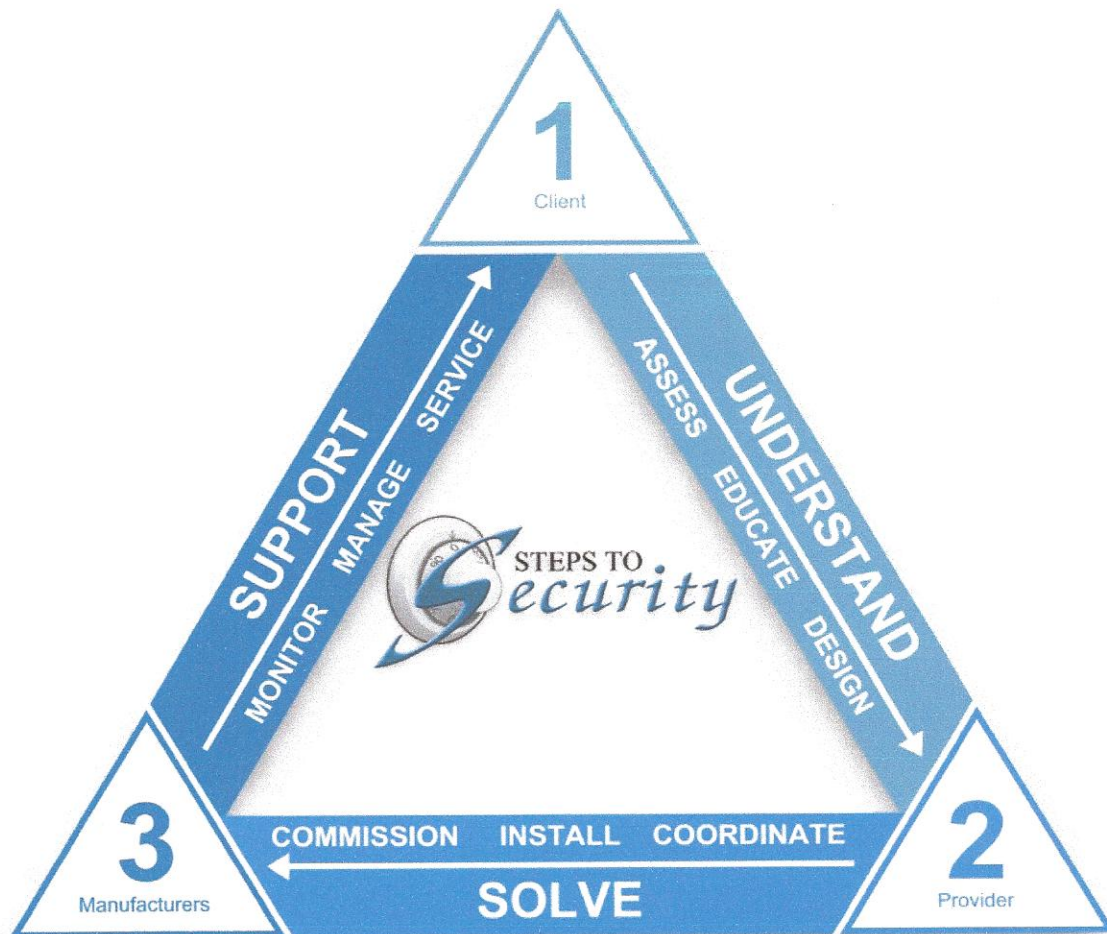 1
Client
SUPPORT
MONITOR MANAGE SERVICE
UNDERSTAND
ASSESS EDUCATE DESIGN
STEPS TO
Security
COMMISSION INSTALL COORDINATE
SOLVE
3
Manufacturers
2
Provider